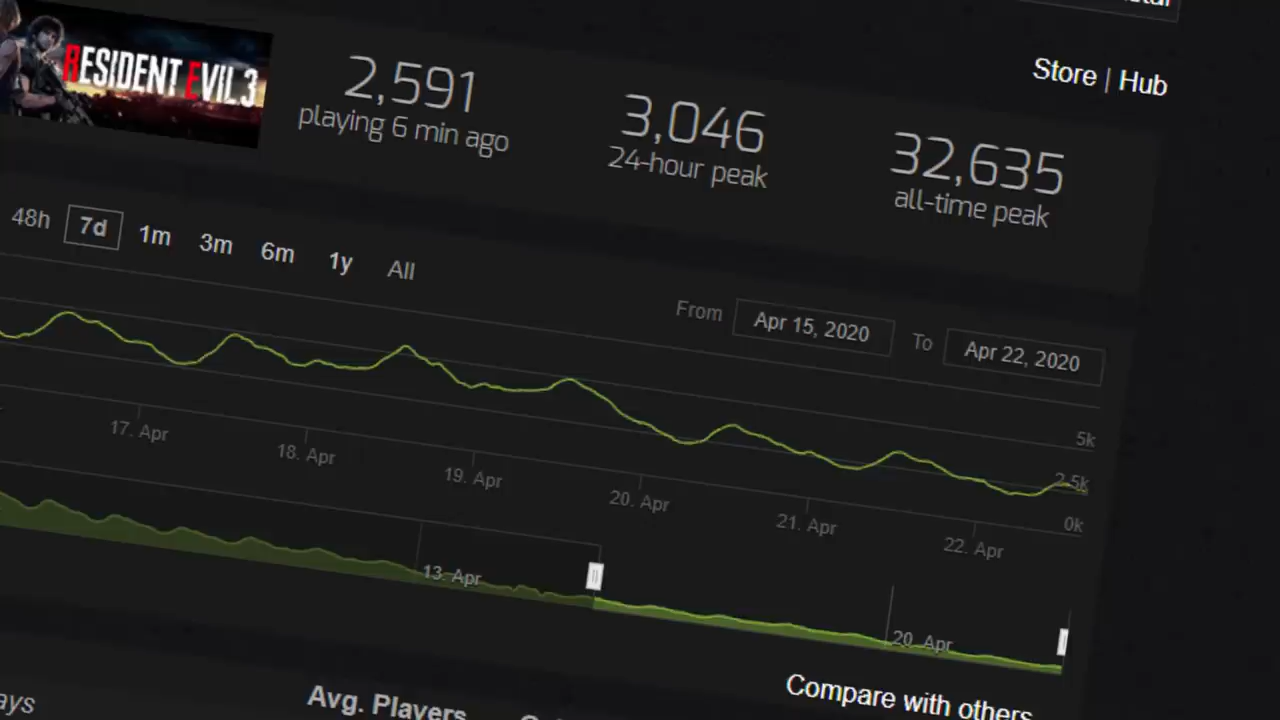 Store | Hub
RESIDENT EVIL 3
2,591
playing 6 min ago
3,046
24-hour peak
32,635
all-time peak
48h 7d 1m 3m 6m 1y All
From Apr 15, 2020 To Apr 22, 2020
5k
2.5k
0k
17. Apr
18. Apr
19. Apr
20. Apr
21. Apr
22. Apr
13. Apr
20. Apr
Compare with others
Avg. Players